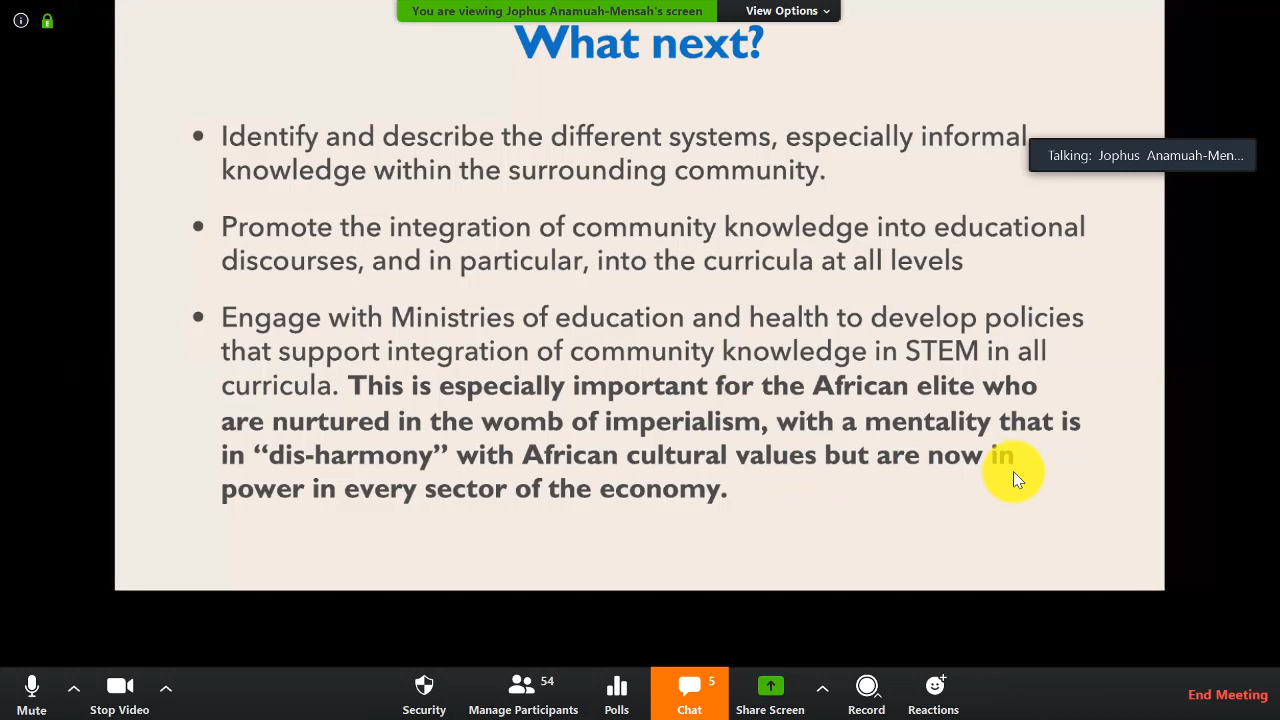 You are viewing Jophus Anamuah-Mensah's screen
View Options
What next?
• Identify and describe the different systems, especially informal
knowledge within the surrounding community.
Talking: Jophus Anamuah-Men...
• Promote the integration of community knowledge into educational
discourses, and in particular, into the curricula at all levels
• Engage with Ministries of education and health to develop policies
that support integration of community knowledge in STEM in all
curricula. This is especially important for the African elite who
are nurtured in the womb of imperialism, with a mentality that is
in “dis-harmony” with African cultural values but are now in
power in every sector of the economy.
Mute
Stop Video
Security
Manage Participants
54
Polls
Chat
5
Share Screen
Record
Reactions
End Meeting